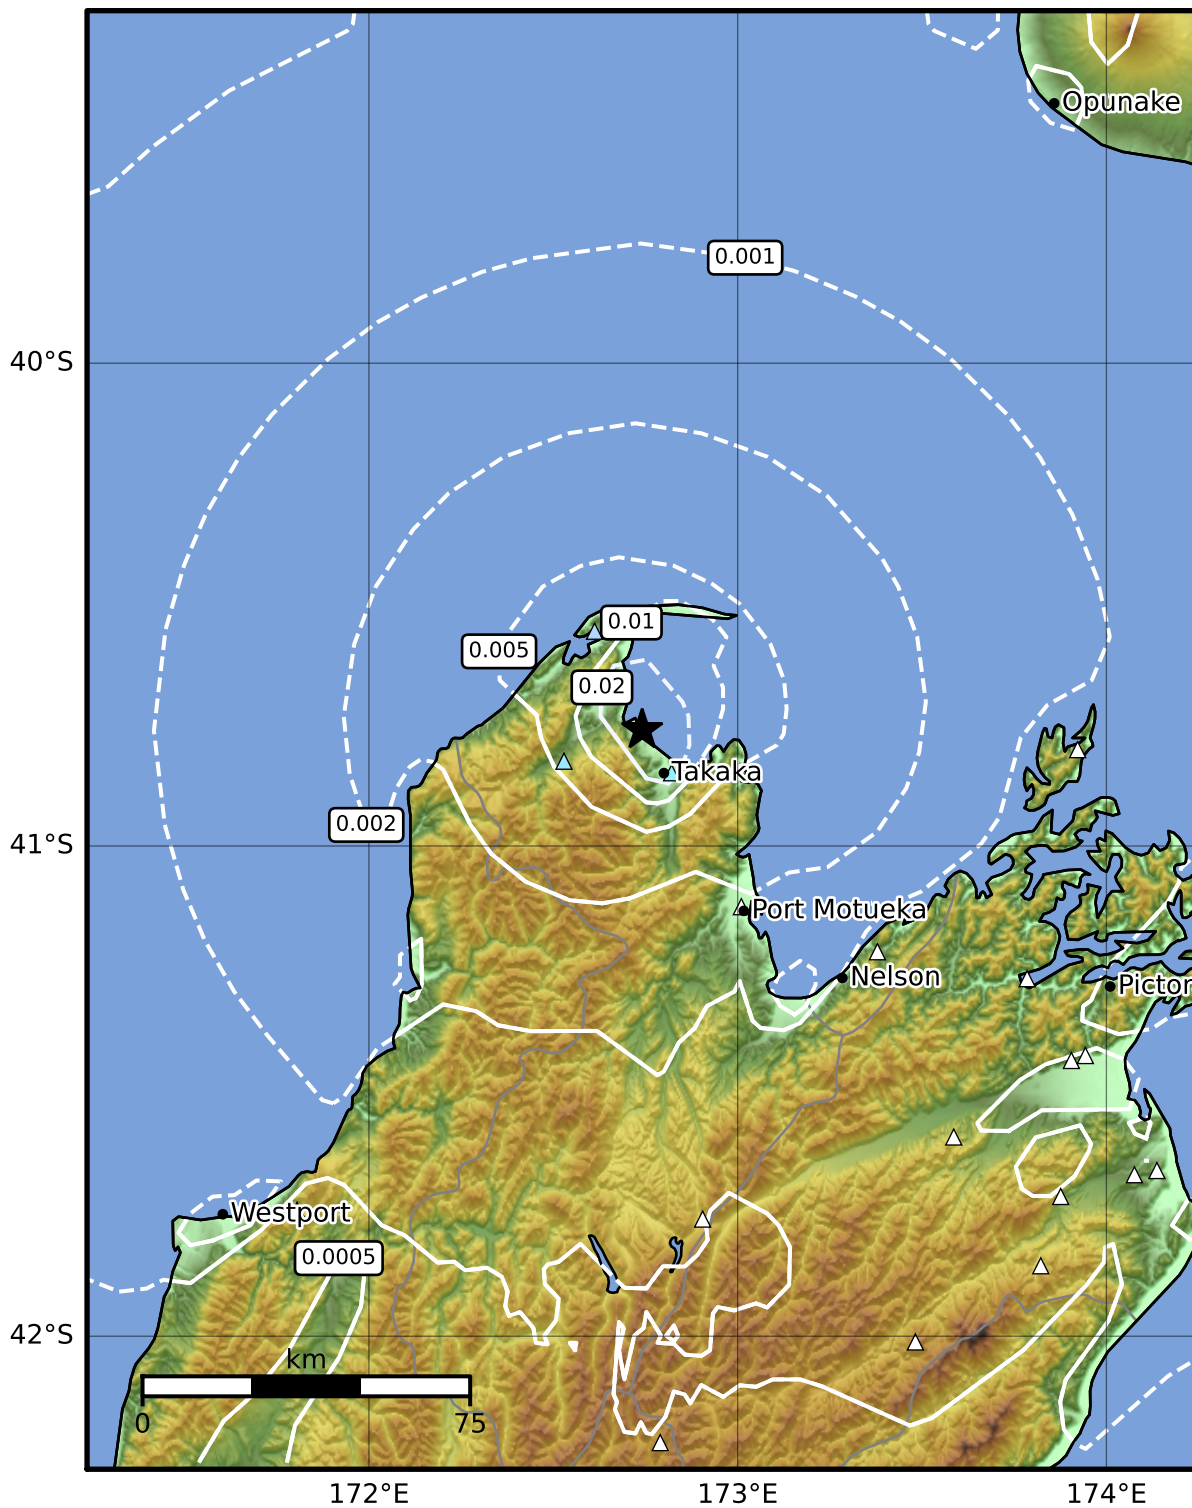 Opunake
0.001
40°S
0.01
0.005
0.02
Takaka
0.002
41°S
Port Motueka
Nelson
Picton
Westport
0.0005
42°S
km
0
75
172°E
173°E
174°E